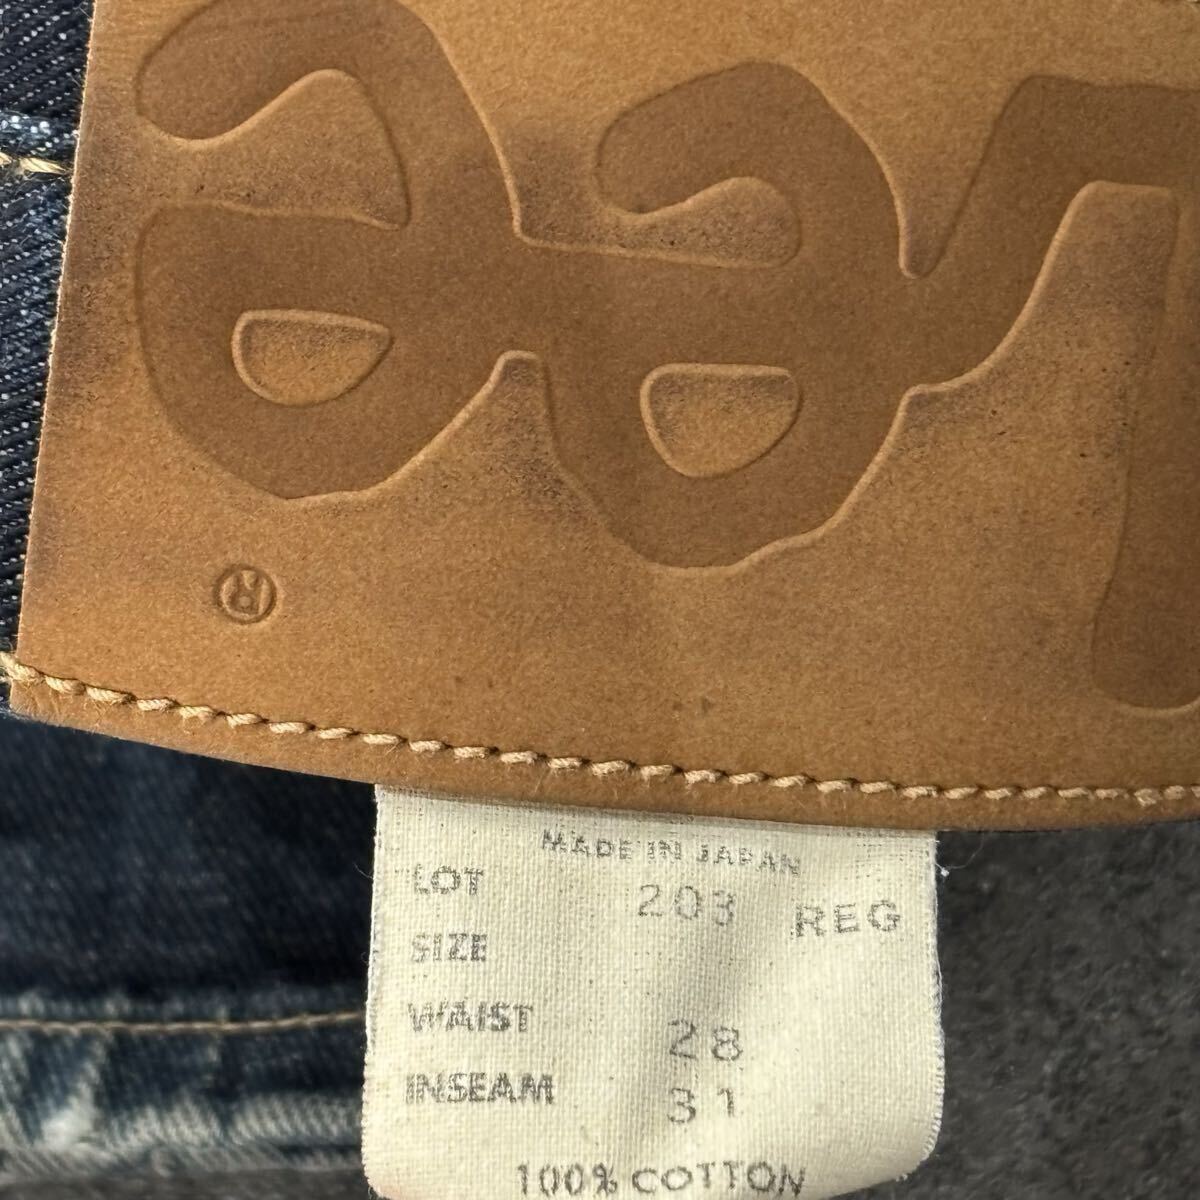 ®
MADE IN JAPAN
LOT 203 REG
SIZE
WAIST 28
INSEAM 31
100% COTTON